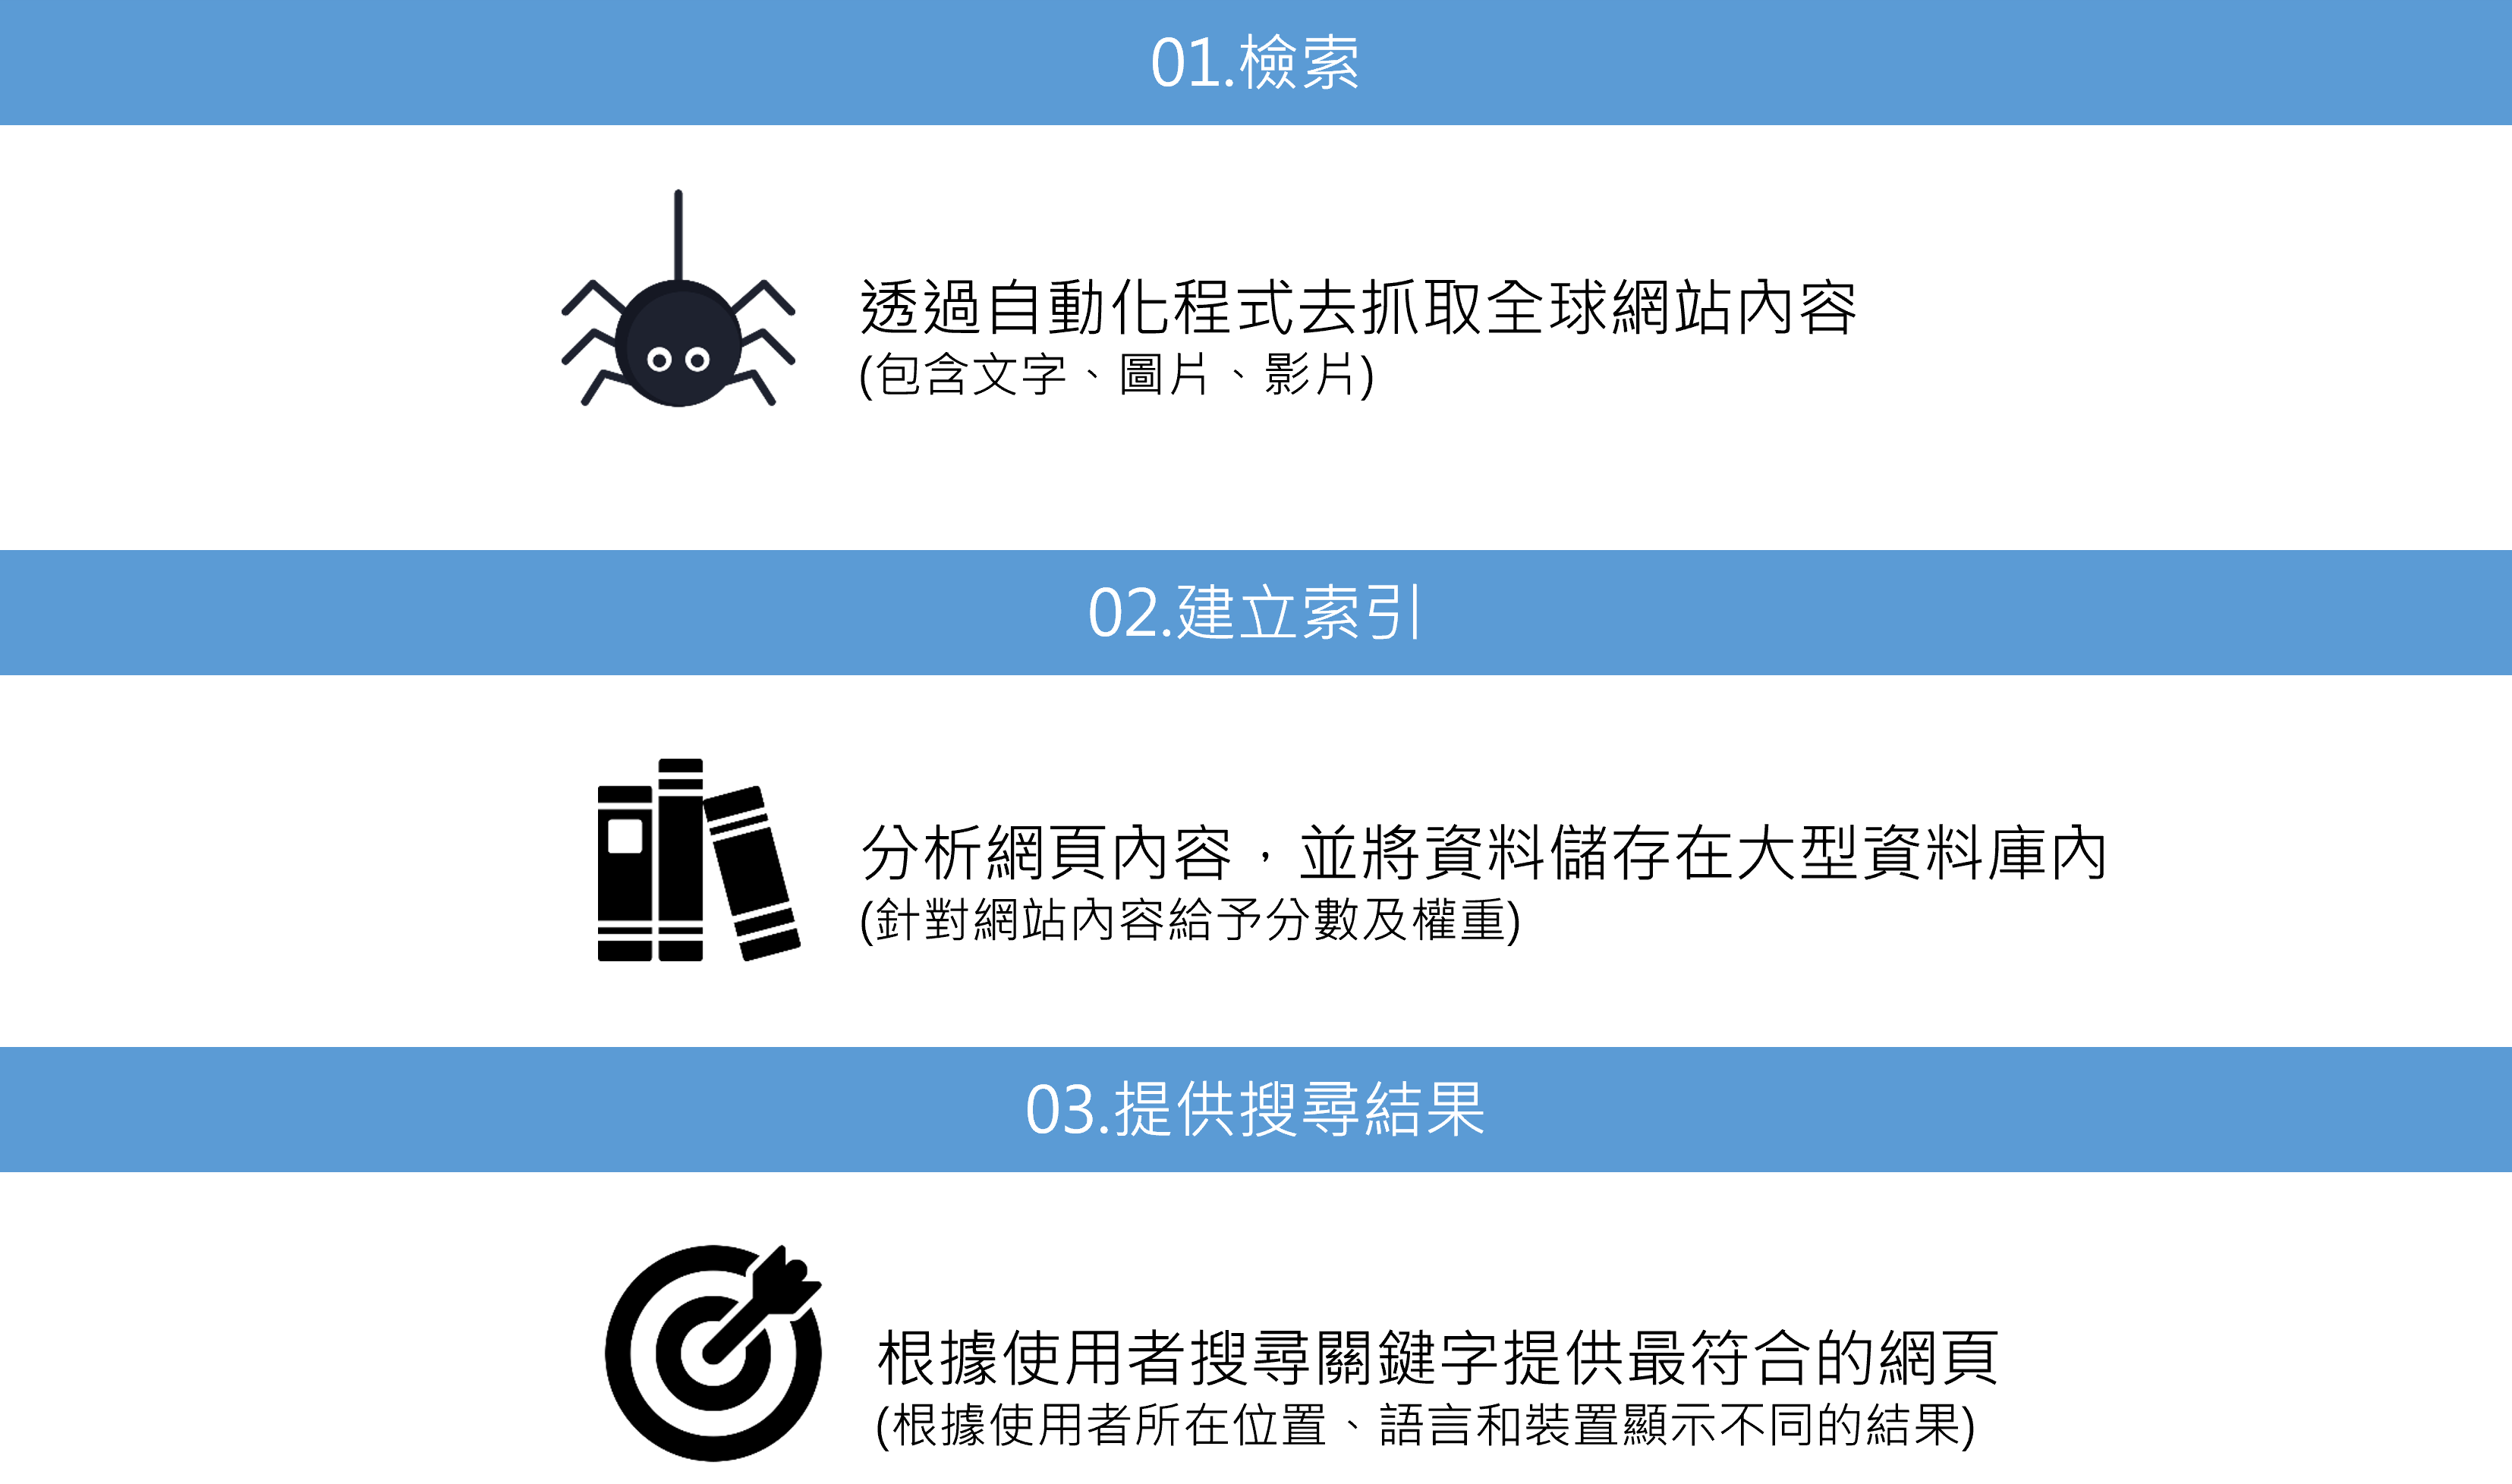 01.檢索
透過自動化程式去抓取全球網站內容
(包含文字、圖片、影片)
02.建立索引
分析網頁內容，並將資料儲存在大型資料庫內
(針對網站內容給予分數及權重)
03.提供搜尋結果
根據使用者搜尋關鍵字提供最符合的網頁
(根據使用者所在位置、語言和裝置顯示不同的結果)